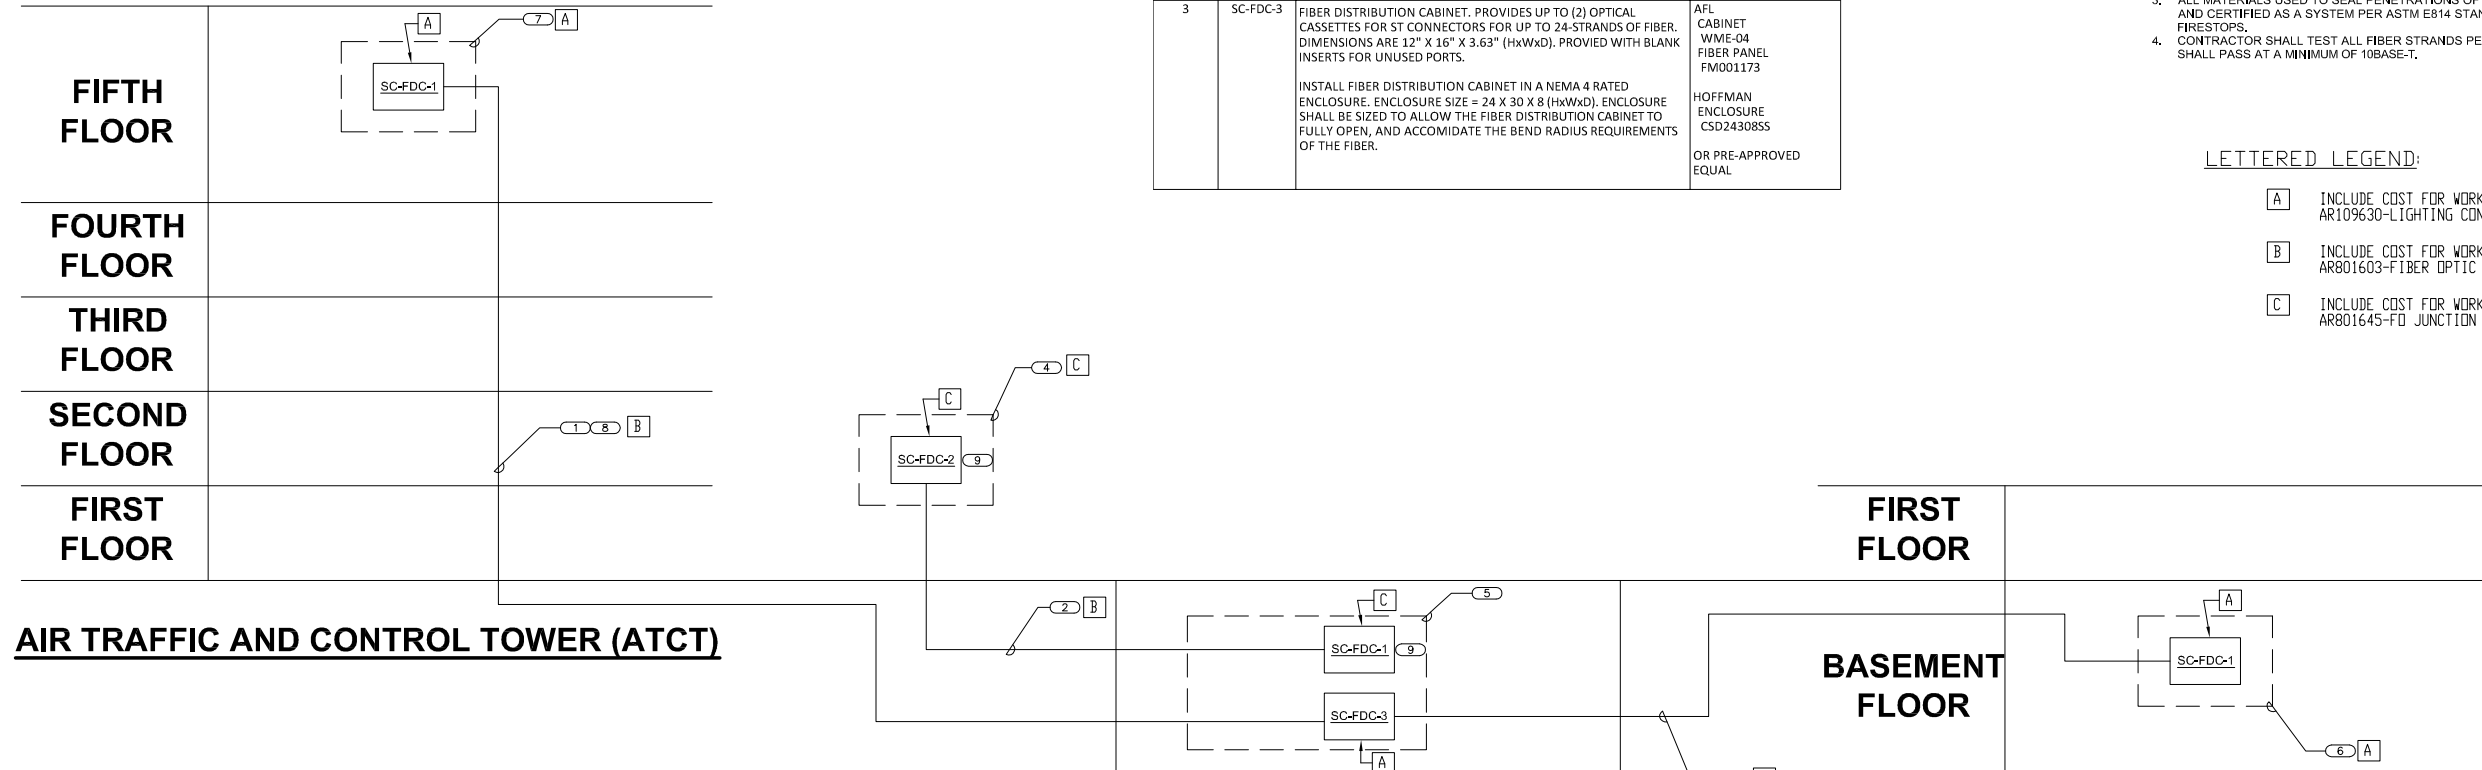 3 SC-FDC-3 FIBER DISTRIBUTION CABINET. PROVIDES UP TO (2) OPTICAL
CASSETTES FOR ST CONNECTORS FOR UP TO 24-STRANDS OF FIBER.
DIMENSIONS ARE 12" X 16" X 3.63" (HxWxD). PROVIED WITH BLANK
INSERTS FOR UNUSED PORTS.
INSTALL FIBER DISTRIBUTION CABINET IN A NEMA 4 RATED
ENCLOSURE. ENCLOSURE SIZE = 24 X 30 X 8 (HxWxD). ENCLOSURE
SHALL BE SIZED TO ALLOW THE FIBER DISTRIBUTION CABINET TO
FULLY OPEN, AND ACCOMIDATE THE BEND RADIUS REQUIREMENTS
OF THE FIBER.
AFL
CABINET
WME-04
FIBER PANEL
FM001173
HOFFMAN
ENCLOSURE
CSD24308SS
OR PRE-APPROVED
EQUAL
3. ALL MATERIALS USED TO SEAL PENETRATIONS OF
AND CERTIFIED AS A SYSTEM PER ASTM E814 STAN
FIRESTOPS.
4. CONTRACTOR SHALL TEST ALL FIBER STRANDS PE
SHALL PASS AT A MINIMUM OF 10BASE-T.
LETTERED LEGEND:
A INCLUDE COST FOR WORK
AR109630-LIGHTING CON
B INCLUDE COST FOR WORK
AR801603-FIBER OPTIC
C INCLUDE COST FOR WORK
AR801645-FO JUNCTION
FIFTH
FLOOR
A
7 A
SC-FDC-1
FOURTH
FLOOR
THIRD
FLOOR
SECOND
FLOOR
1 8 B
FIRST
FLOOR
AIR TRAFFIC AND CONTROL TOWER (ATCT)
4 C
C
SC-FDC-2 9
2 B
C
5
SC-FDC-1 9
SC-FDC-3
A
FIRST
FLOOR
BASEMENT
FLOOR
A
SC-FDC-1
6 A